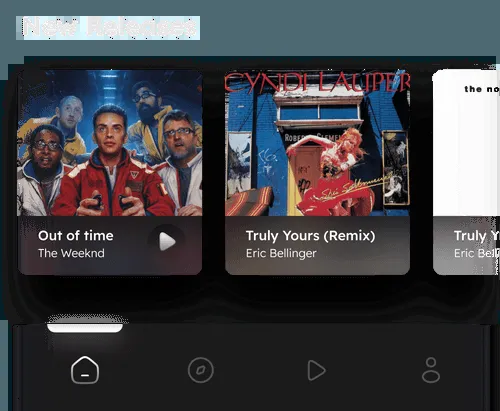 New Releases
CYNDI LAUPER
the no
Out of time
The Weeknd
Truly Yours (Remix)
Eric Bellinger
Truly Y
Eric Bel